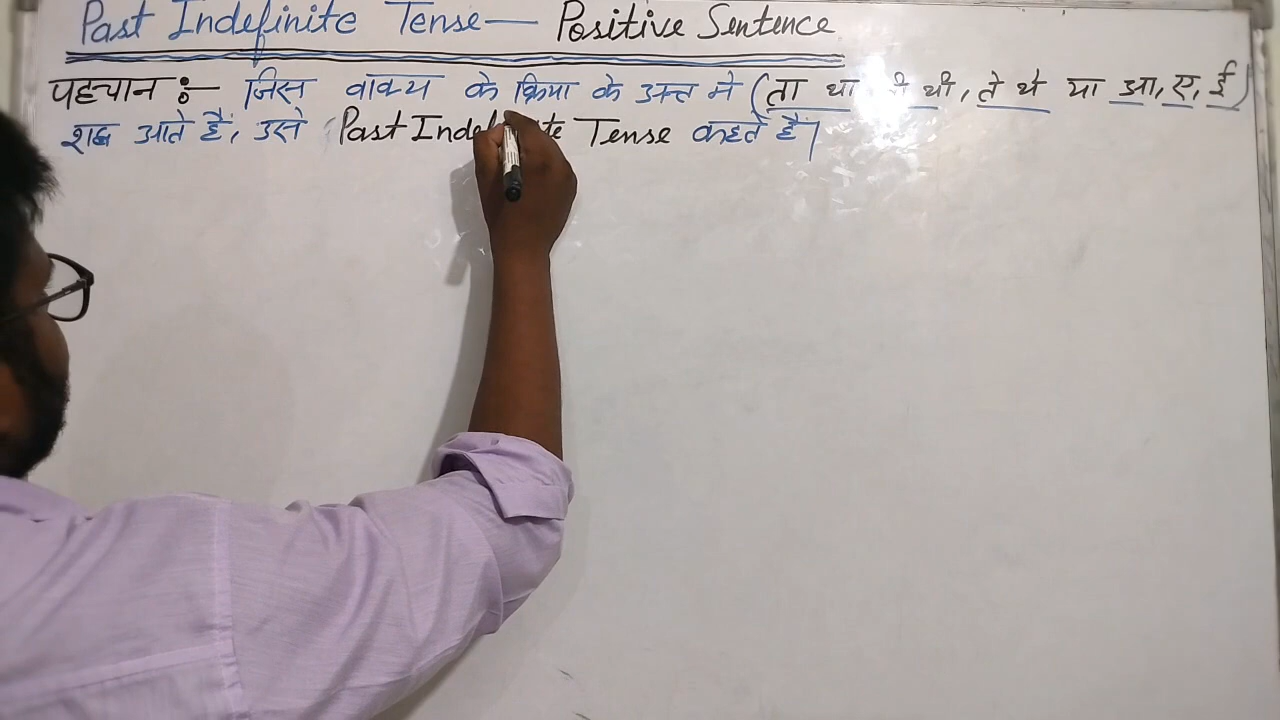 Past Indefinite Tense— Positive Sentence
पहचान :— जिस वाक्य के क्रिया के अन्त में (ता था ी थी, ते थे या आ, ए, ई)
शब्द आते हैं, उसे Past Indefinite Tense कहते हैं।